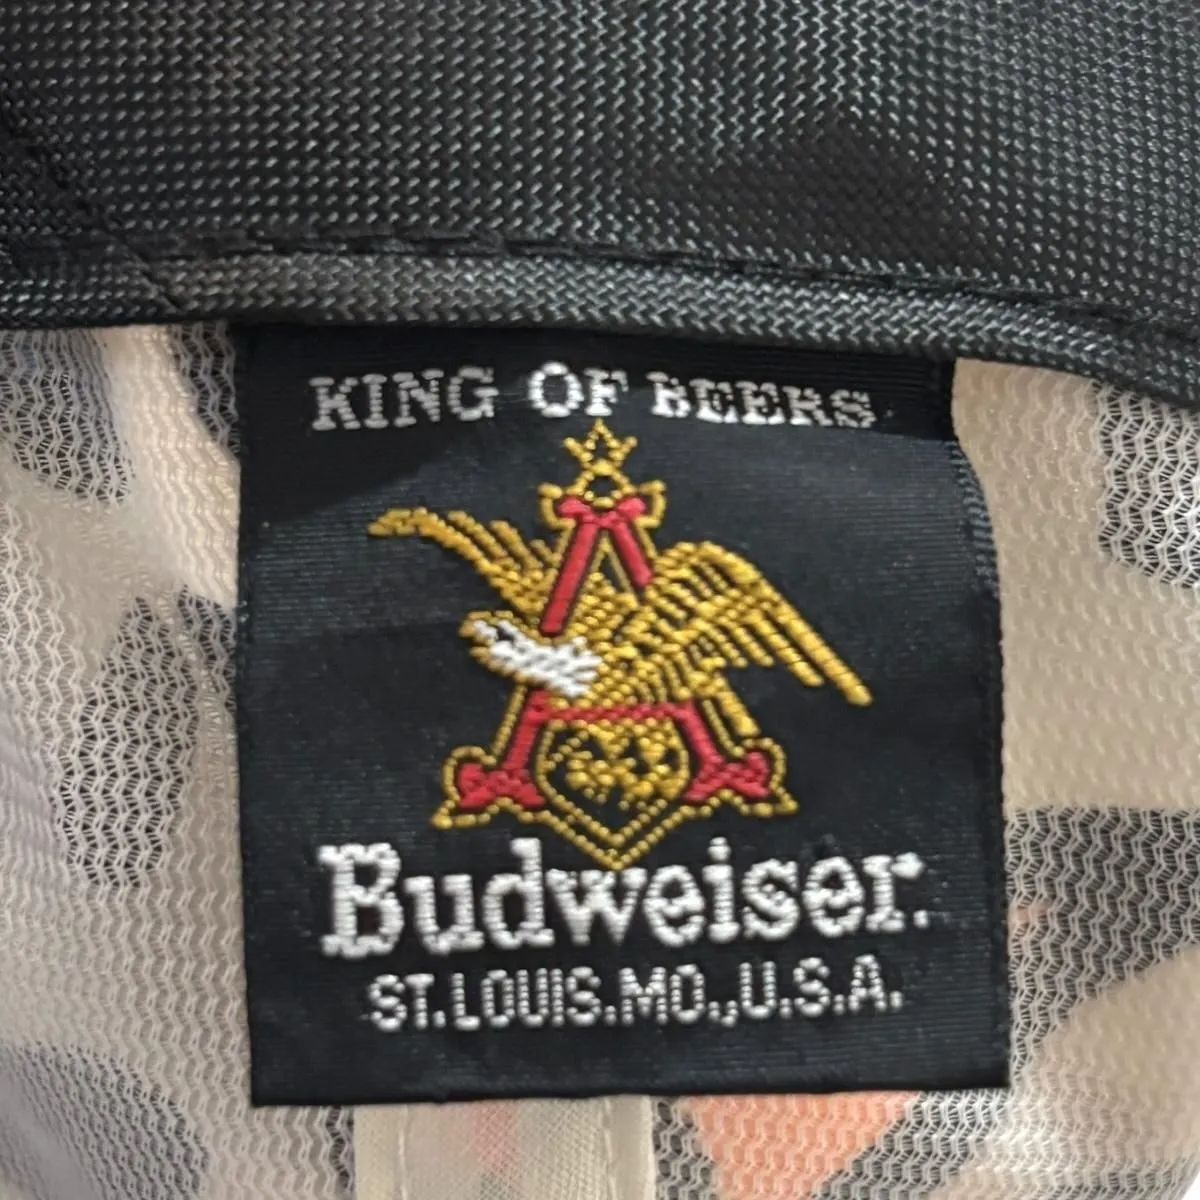 KING OF BEERS
Budweiser.
ST.LOUIS.MO.,U.S.A.